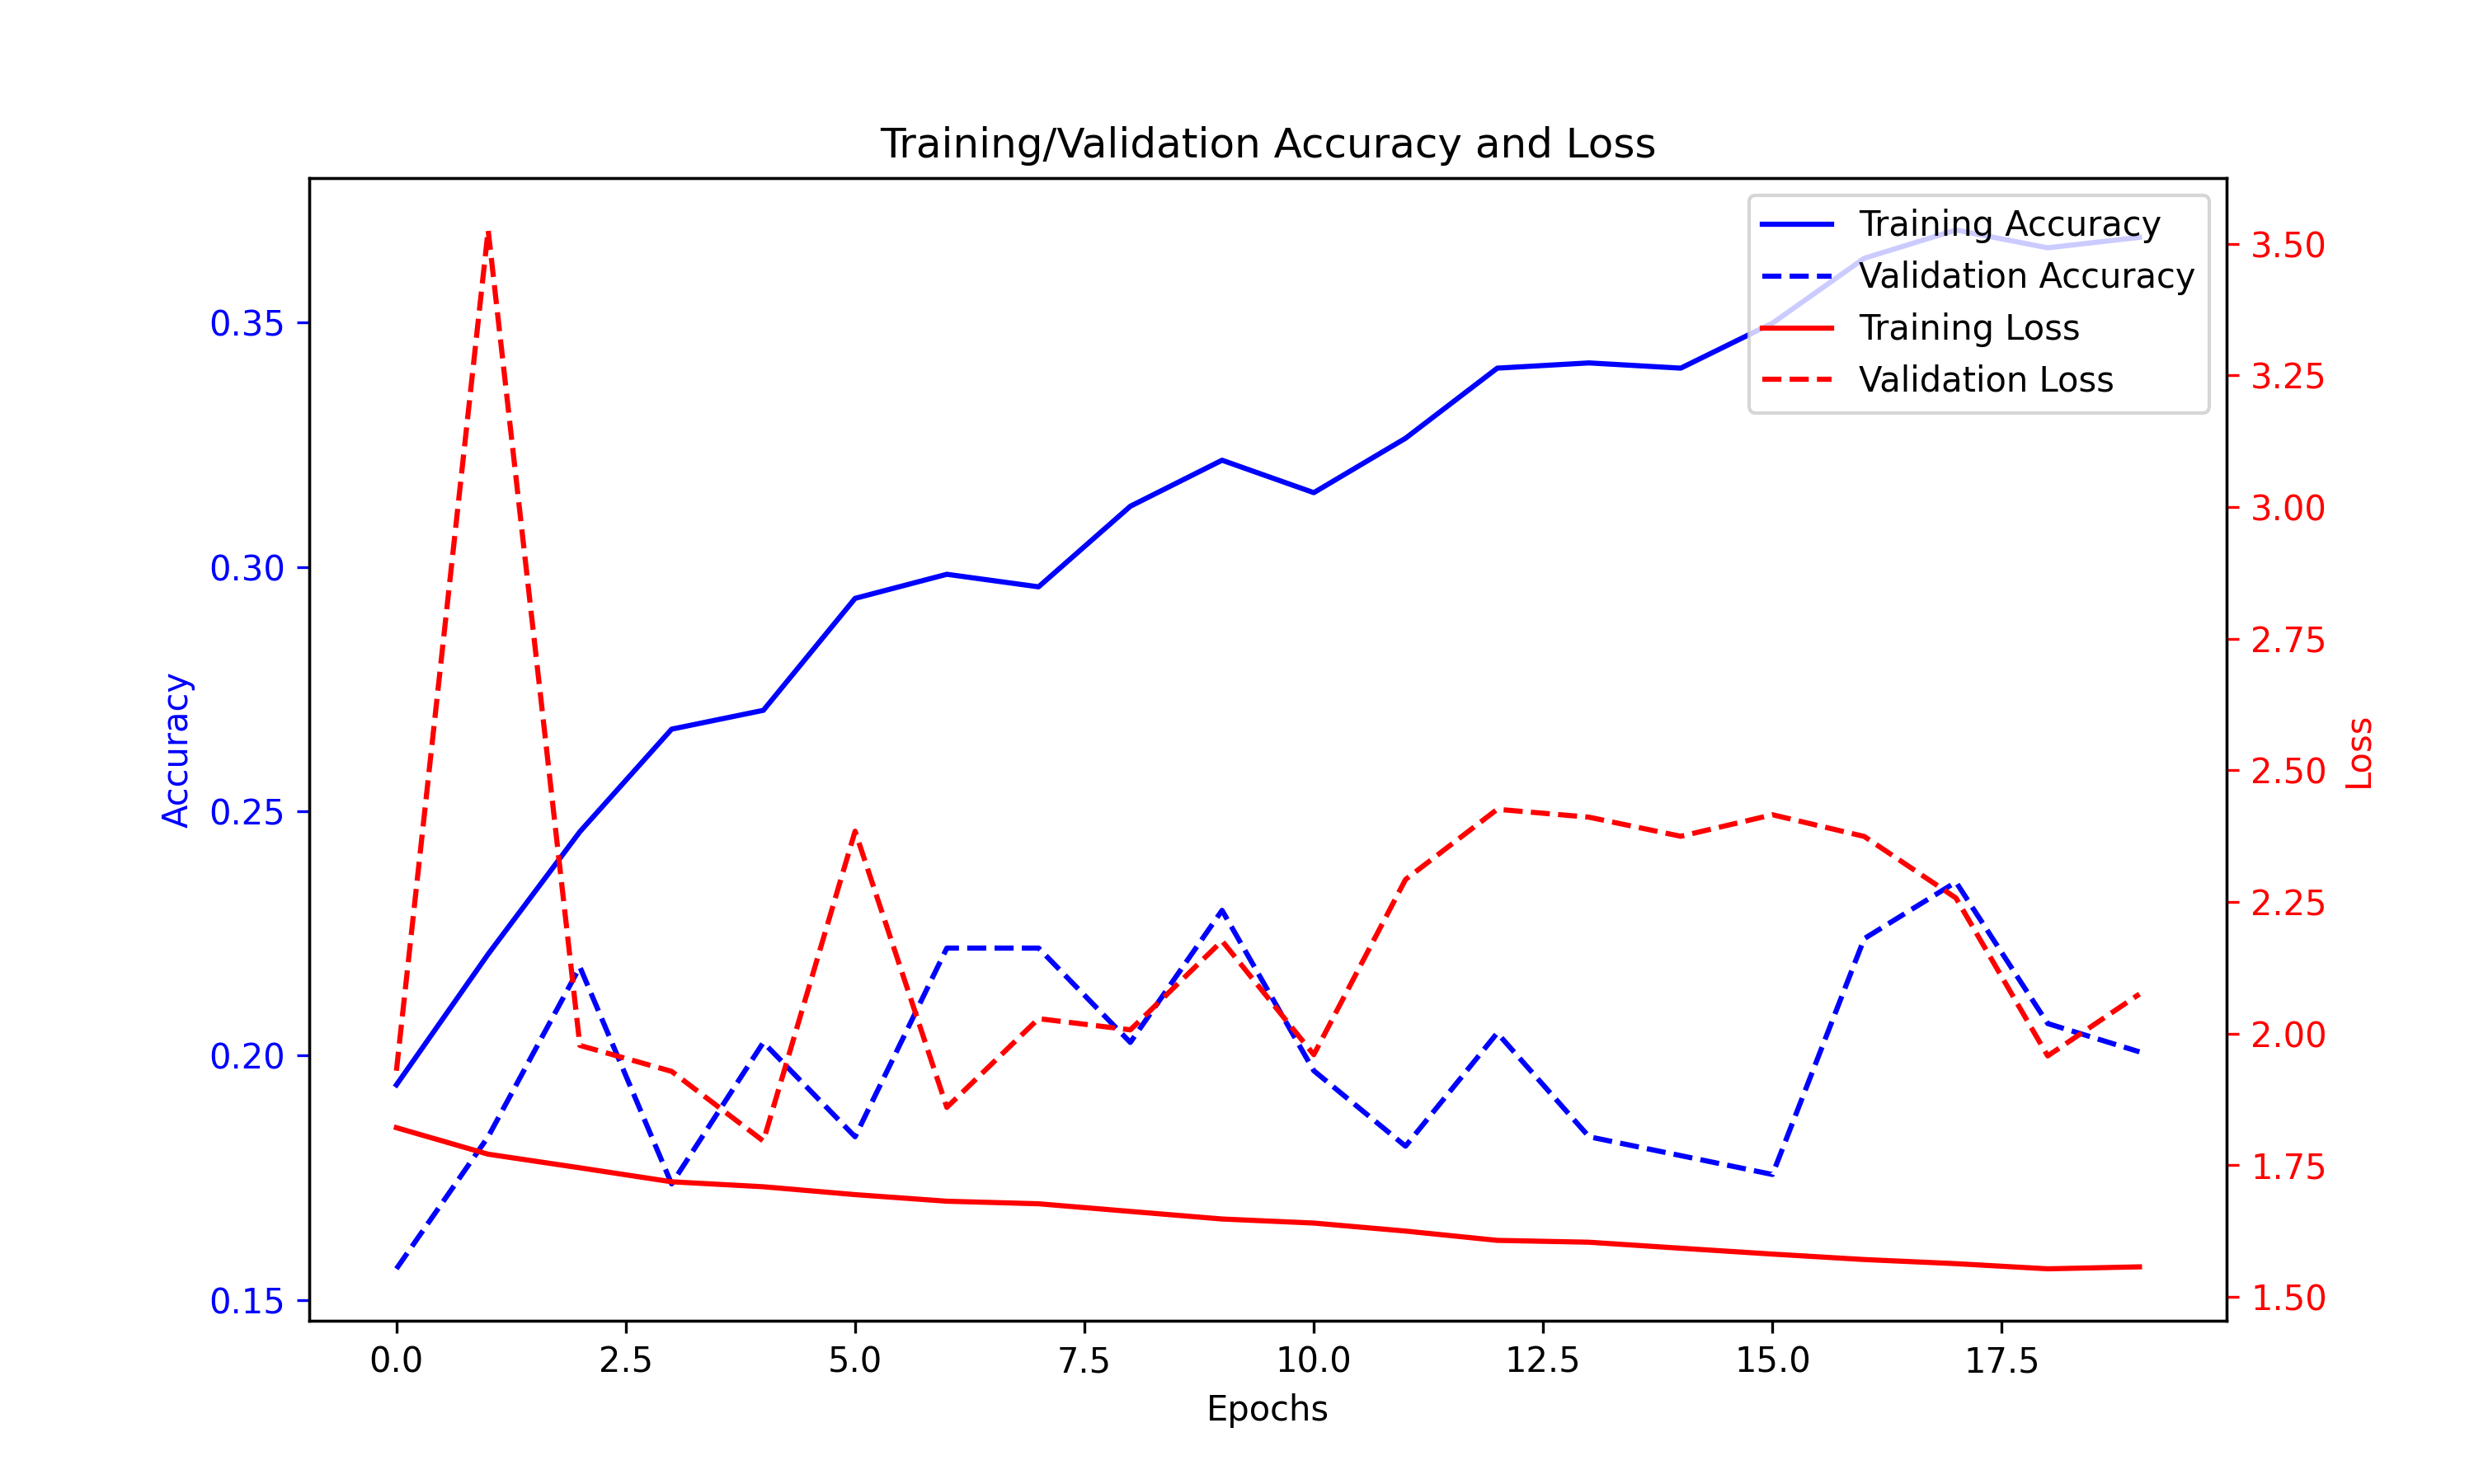 Training/Validation Accuracy and Loss
Training Accuracy
Validation Accuracy
Training Loss
Validation Loss
Accuracy
0.35
0.30
0.25
0.20
0.15
3.50
3.25
3.00
2.75
2.50
2.25
2.00
1.75
1.50
Loss
0.0 2.5 5.0 7.5 10.0 12.5 15.0 17.5
Epochs